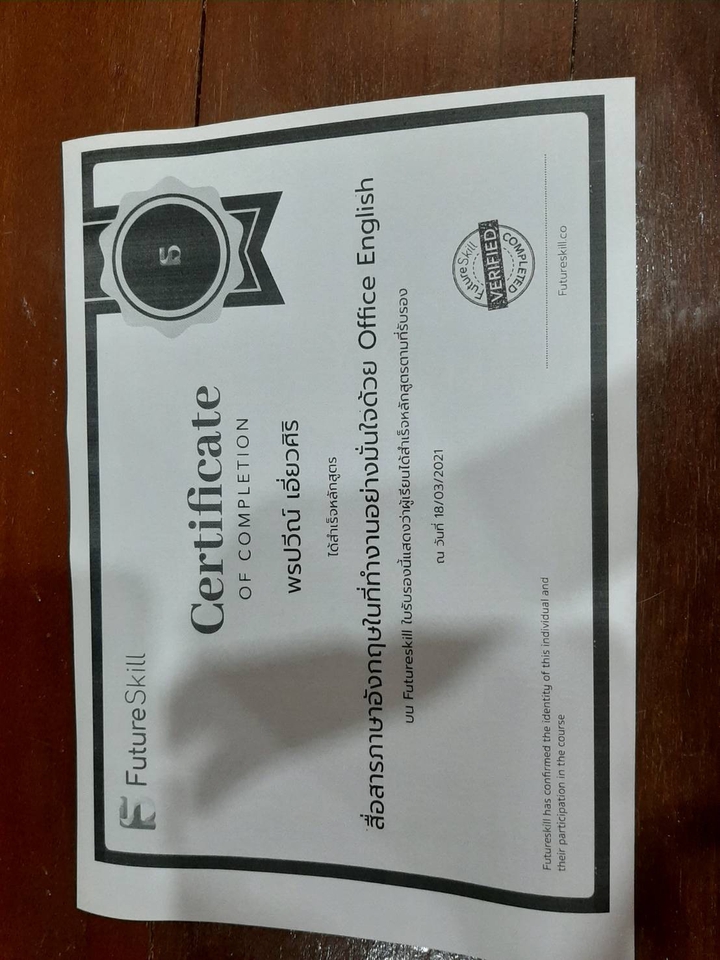 FutureSkill
Certificate
OF COMPLETION
พรปวีณ์ เอี่ยวศิริ
ได้สำเร็จหลักสูตร
สื่อสารภาษาอังกฤษในที่ทำงานอย่างมั่นใจด้วย Office English
บน Futureskill ใบรับรองนี้แสดงว่าผู้เรียนได้สำเร็จหลักสูตรตามที่รับรอง
ณ วันที่ 18/03/2021
FutureSkill
VERIFIED
COMPLETED
Futureskill has confirmed the identity of this individual and
their participation in the course
Futureskill.co